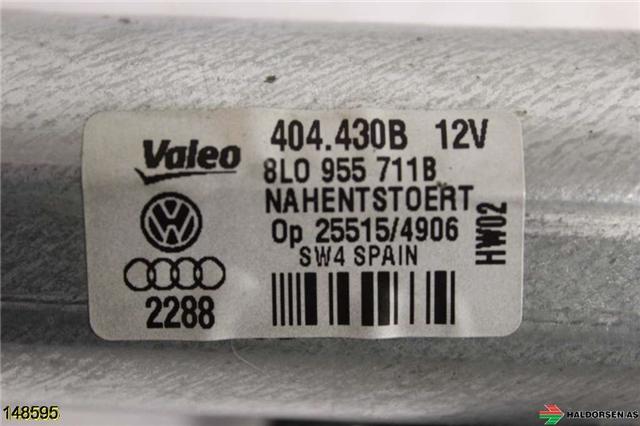 Valeo
404.430B 12V
8L0 955 711B
NAHENTSTOERT
Op 25515/4906
SW4 SPAIN
HW02
2288
148595
HALDORSEN AS